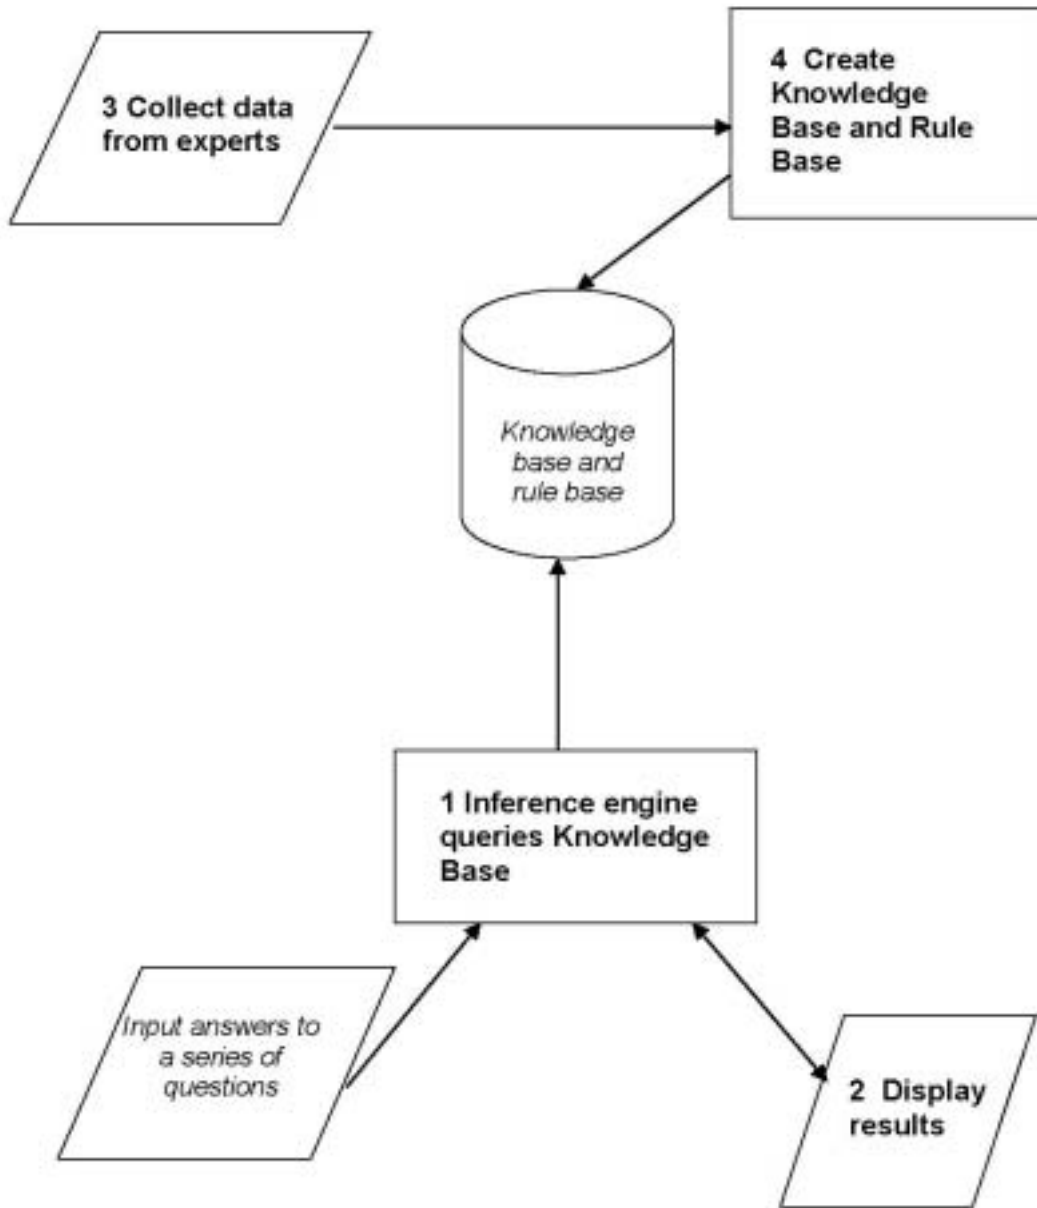 3 Collect data
from experts
4  Create
Knowledge
Base and Rule
Base
Knowledge
base and
rule base
1 Inference engine
queries Knowledge
Base
Input answers to
a series of
questions
2  Display
results